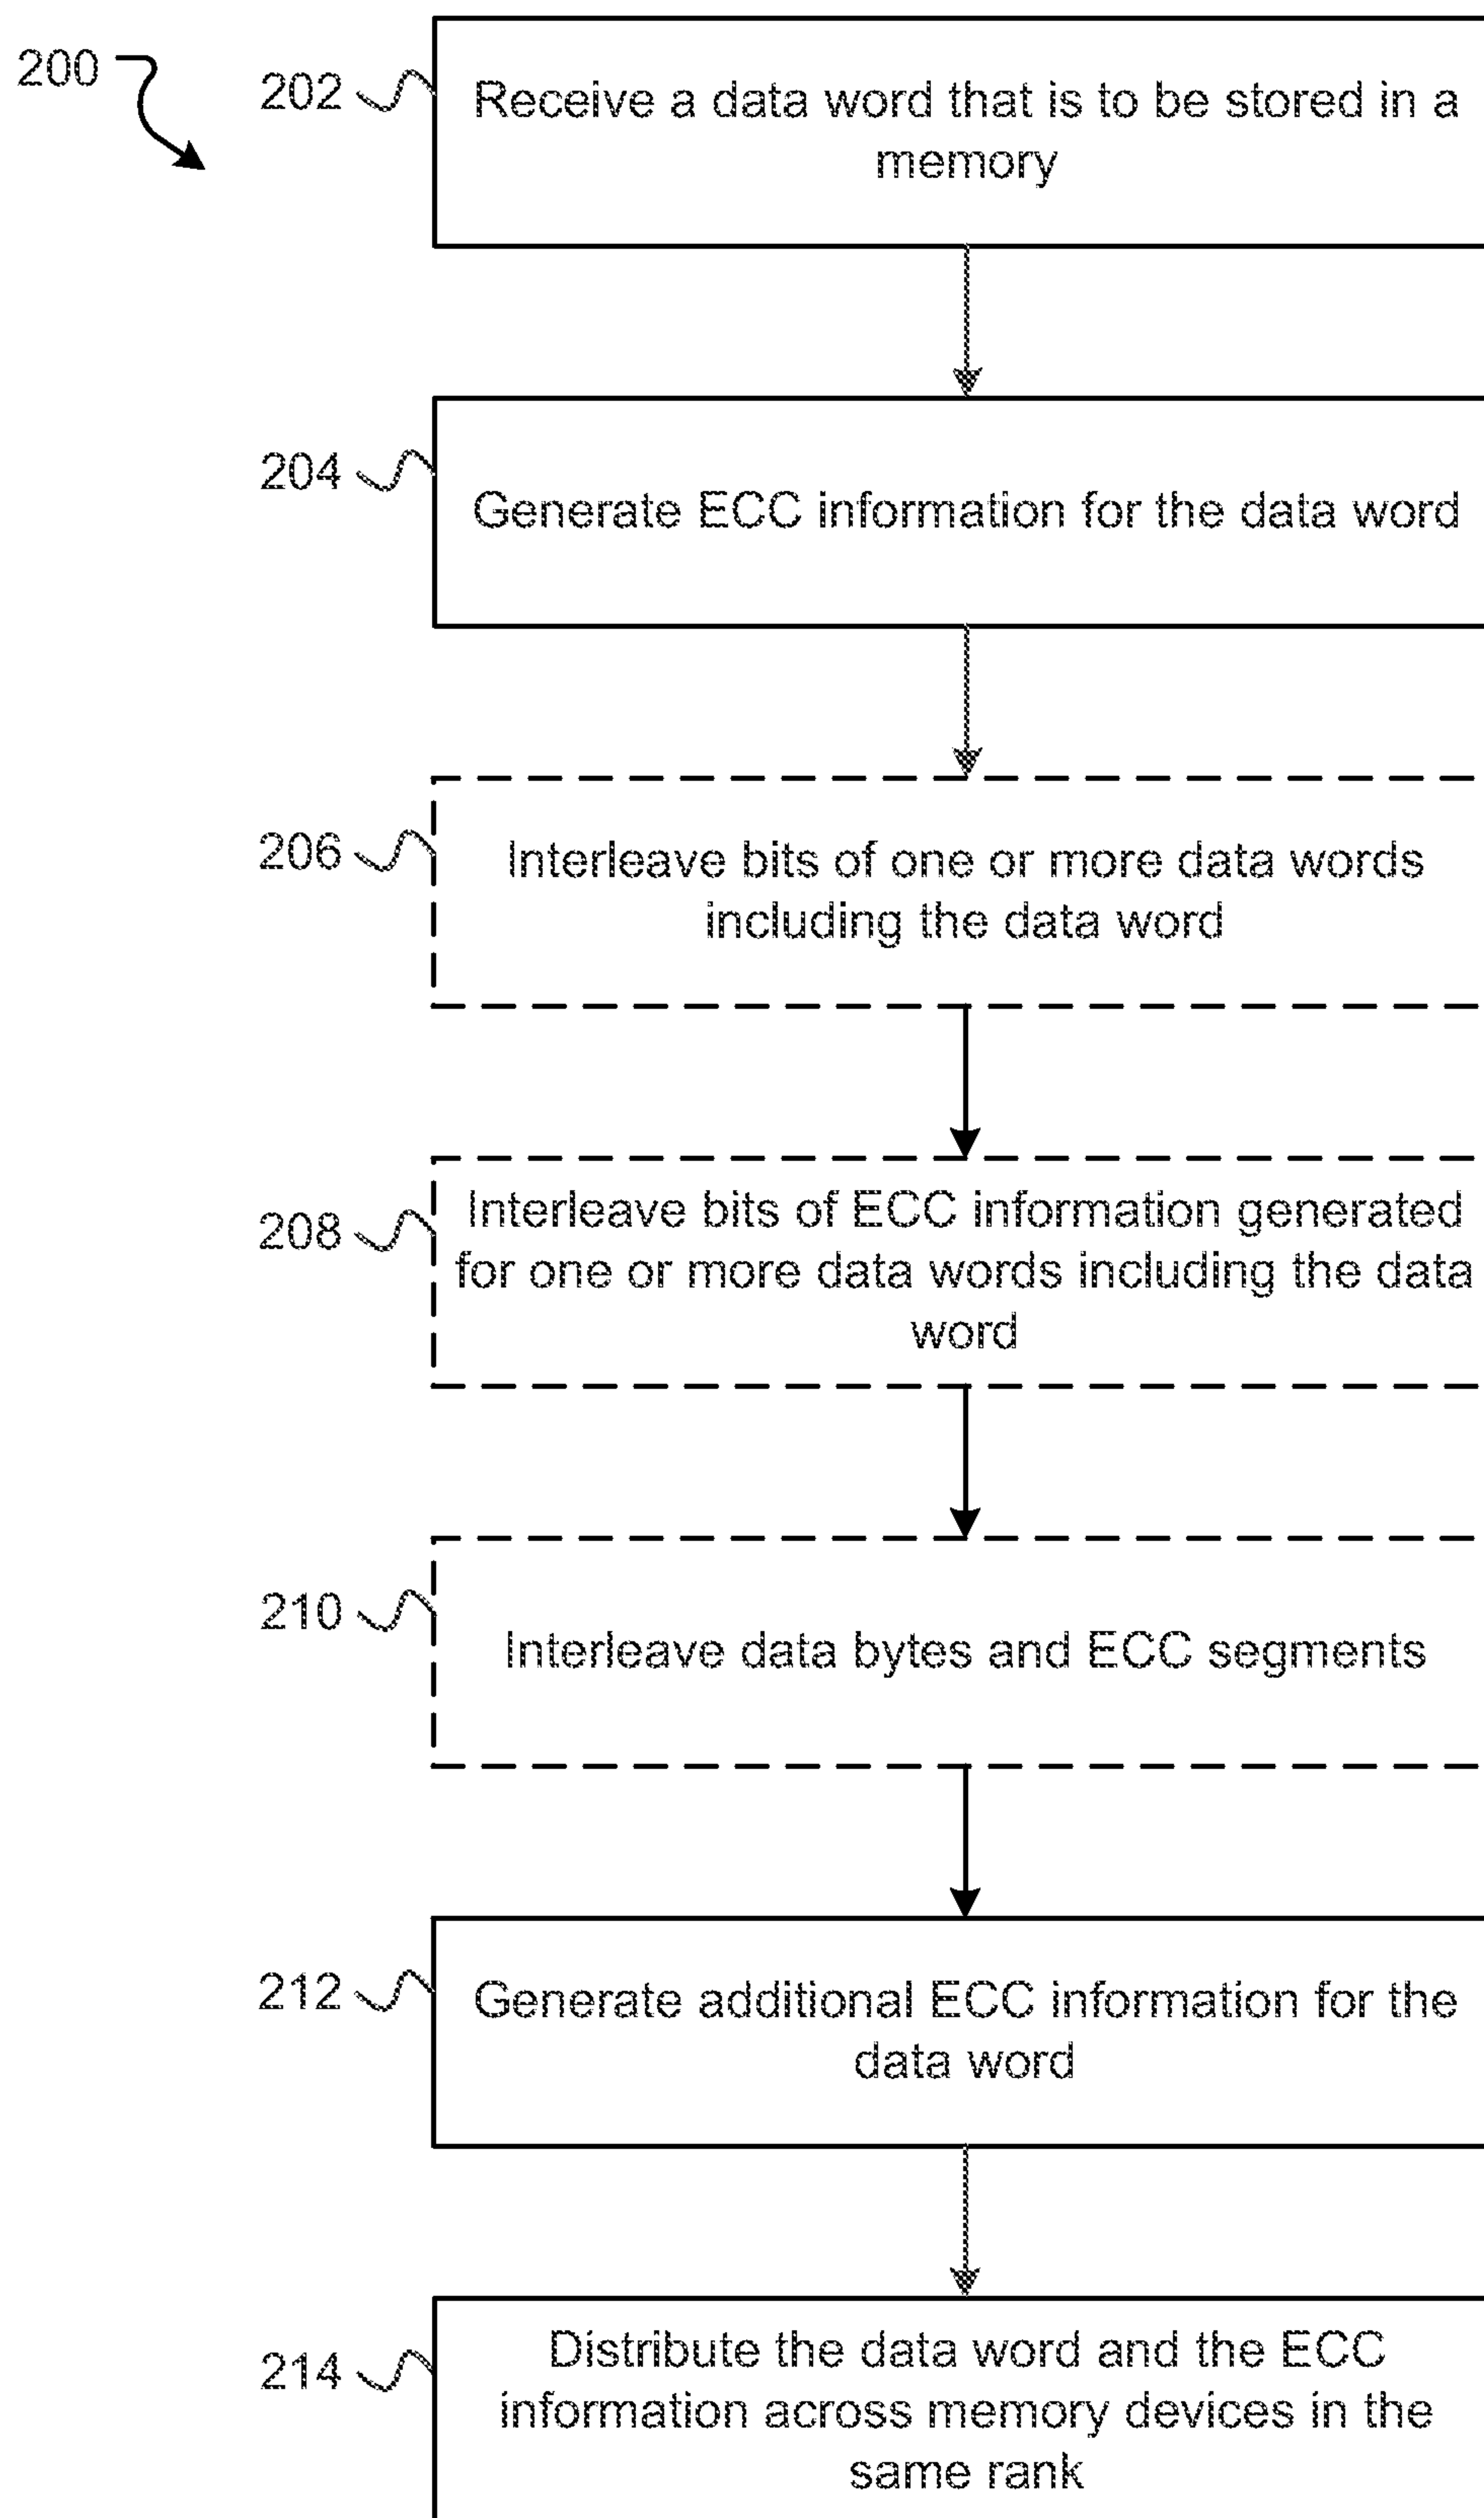 200
202
Receive a data word that is to be stored in a
memory
204
Generate ECC information for the data word
206
Interleave bits of one or more data words
including the data word
208
Interleave bits of ECC information generated
for one or more data words including the data
word
210
Interleave data bytes and ECC segments
212
Generate additional ECC information for the
data word
214
Distribute the data word and the ECC
information across memory devices in the
same rank